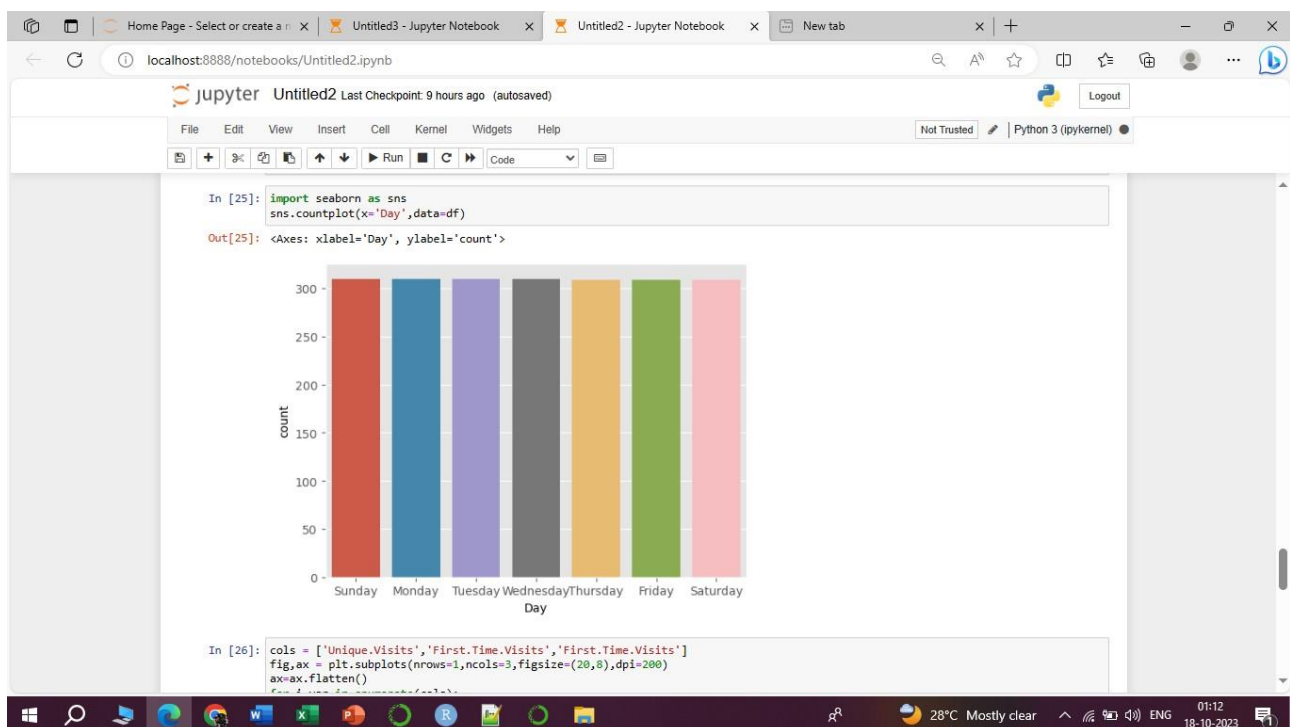 Home Page - Select or create a n
Untitled3 - Jupyter Notebook
Untitled2 - Jupyter Notebook
New tab
localhost:8888/notebooks/Untitled2.ipynb
jupyter Untitled2 Last Checkpoint: 9 hours ago (autosaved)
Logout
File Edit View Insert Cell Kernel Widgets Help
Not Trusted
Python 3 (ipykernel)
Run
Code
In [25]: import seaborn as sns
sns.countplot(x='Day',data=df)
Out[25]: <Axes: xlabel='Day', ylabel='count'>
300
250
200
150
100
50
0
count
Sunday Monday Tuesday Wednesday Thursday Friday Saturday
Day
In [26]: cols = ['Unique.Visits','First.Time.Visits','First.Time.Visits']
fig,ax = plt.subplots(nrows=1,ncols=3,figsize=(20,8),dpi=200)
ax=ax.flatten()
28°C Mostly clear
ENG
01:12
18-10-2023